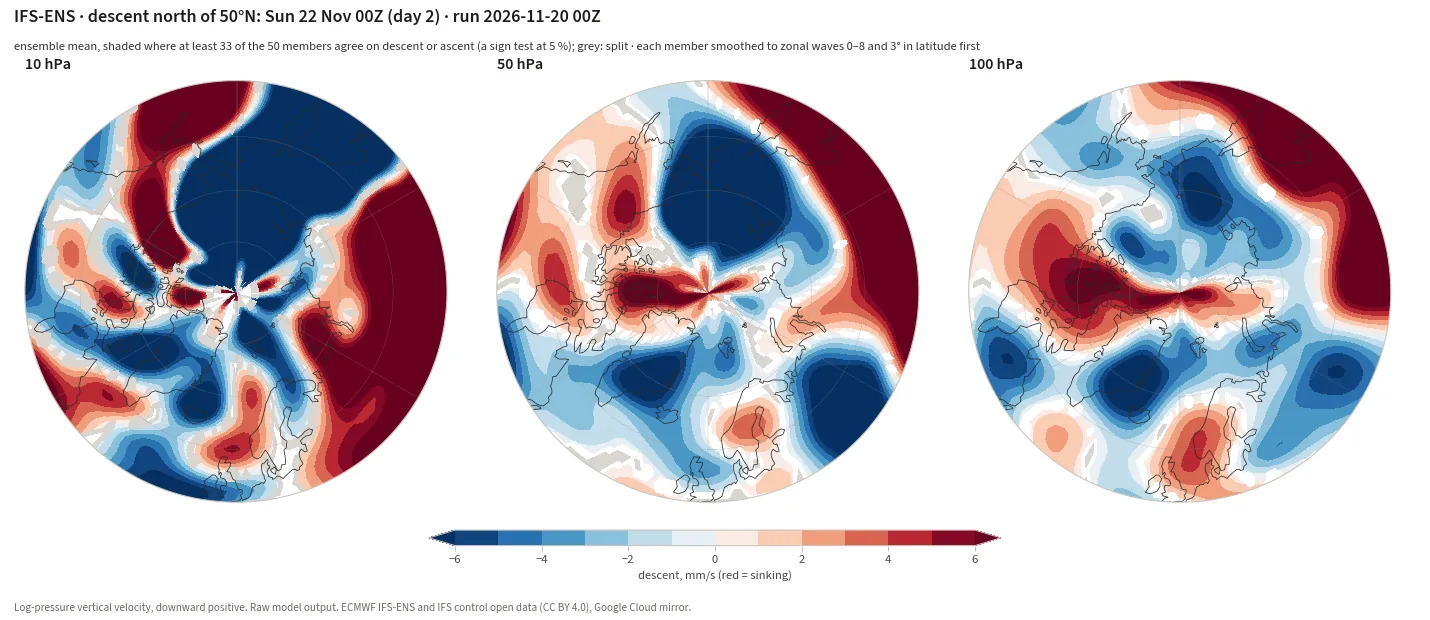 IFS-ENS · descent north of 50°N: Sun 22 Nov 00Z (day 2) · run 2026-11-20 00Z
ensemble mean, shaded where at least 33 of the 50 members agree on descent or ascent (a sign test at 5 %); grey: split · each member smoothed to zonal waves 0–8 and 3° in latitude first
10 hPa 50 hPa 100 hPa
−6 −4 −2 0 2 4 6
descent, mm/s (red = sinking)
Log-pressure vertical velocity, downward positive. Raw model output. ECMWF IFS-ENS and IFS control open data (CC BY 4.0), Google Cloud mirror.